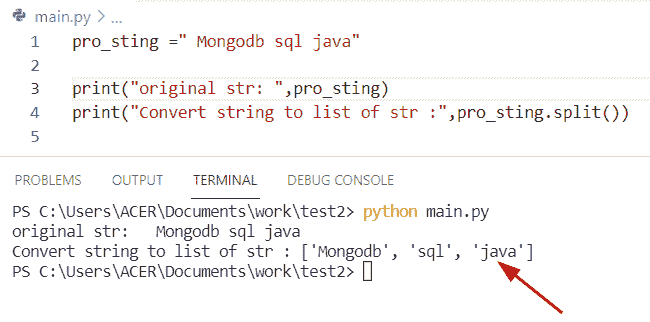 main.py > ...
1 pro_sting =" Mongodb sql java"
2
3 print("original str: ",pro_sting)
4 print("Convert string to list of str :",pro_sting.split())
5
PROBLEMS OUTPUT TERMINAL DEBUG CONSOLE
PS C:\Users\ACER\Documents\work\test2> python main.py
original str:   Mongodb sql java
Convert string to list of str : ['Mongodb', 'sql', 'java']
PS C:\Users\ACER\Documents\work\test2>